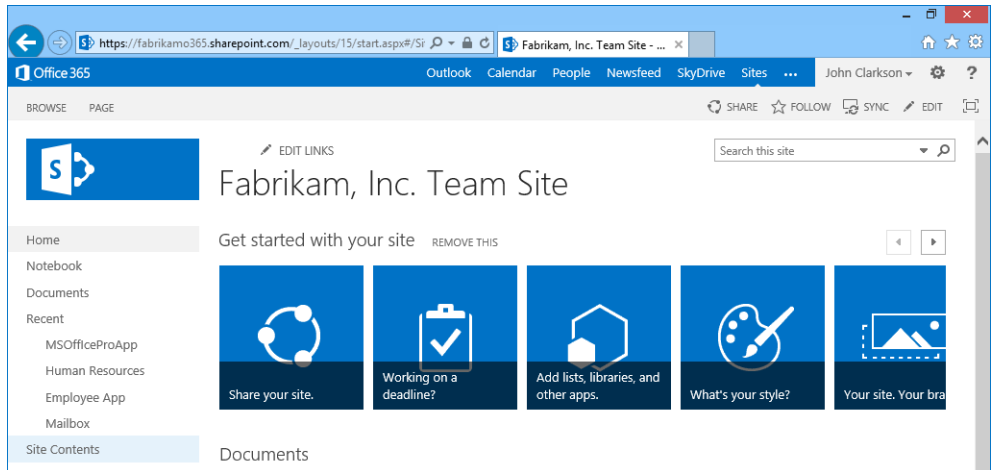 https://fabrikamo365.sharepoint.com/_layouts/15/start.aspx#/Si
Fabrikam, Inc. Team Site - ...
Office 365
Outlook Calendar People Newsfeed SkyDrive Sites ... John Clarkson ?
BROWSE PAGE
SHARE FOLLOW SYNC EDIT
S
EDIT LINKS
Search this site
Fabrikam, Inc. Team Site
Get started with your site REMOVE THIS
Home
Notebook
Documents
Recent
MSOffIceProApp
Human Resources
Employee App
Mailbox
Site Contents
Share your site.
Working on a
deadline?
Add lists, libraries, and
other apps.
What's your style?
Your site. Your bra
Documents